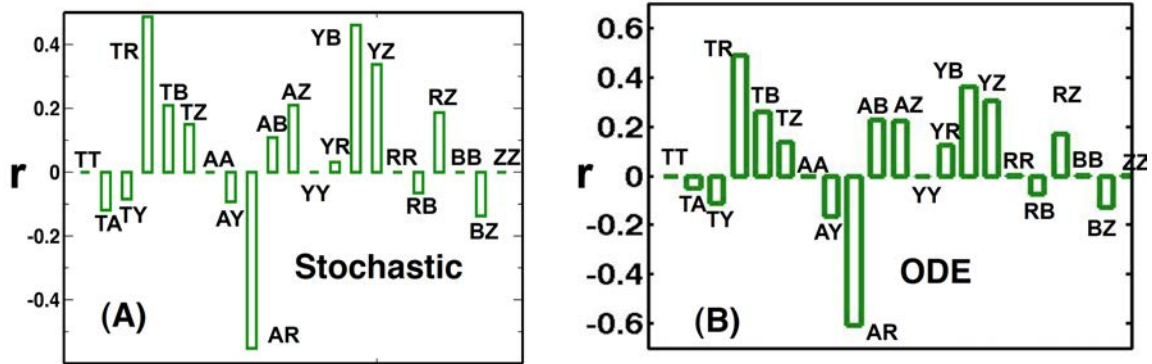 0.4
0.2
0
-0.2
-0.4
r
TT
TA
TY
TR
TB
TZ
AA
AY
AR
AB
AZ
YY
YR
YB
YZ
RR
RB
RZ
BB
BZ
ZZ
Stochastic
(A)
0.6
0.4
0.2
0
-0.2
-0.4
-0.6
r
TT
TA
TY
TR
TB
TZ
AA
AY
AR
AB
AZ
YY
YR
YB
YZ
RR
RB
RZ
BB
BZ
ZZ
ODE
(B)